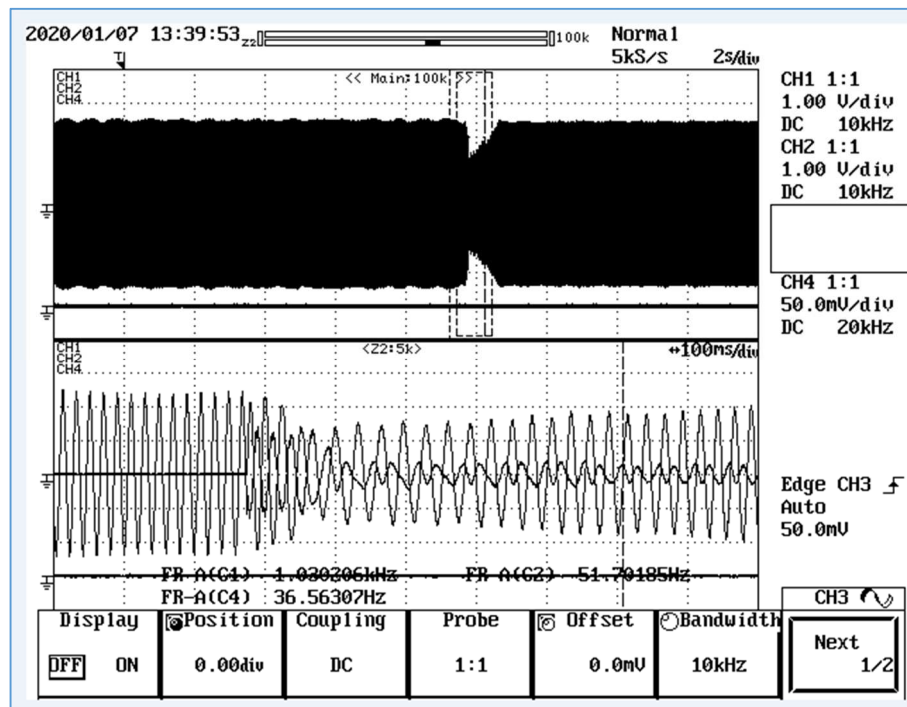 2020/01/07 13:39:53
Z2
100k
Normal
5kS/s 2s/div
T
CH1
CH2
CH4
<< Main:100k >>
CH1 1:1
1.00 V/div
DC 10kHz
CH2 1:1
1.00 V/div
DC 10kHz
CH4 1:1
50.0mV/div
DC 20kHz
CH1
CH2
CH4
<Z2:5k>
100ms/div
Edge CH3
Auto
50.0mV
FR-A(C1) 1.030206kHz FR-A(C2) 51.70185Hz
FR-A(C4) 36.56307Hz
CH3
Display
OFF ON
Position
0.00div
Coupling
DC
Probe
1:1
Offset
0.0mV
Bandwidth
10kHz
Next
1/2